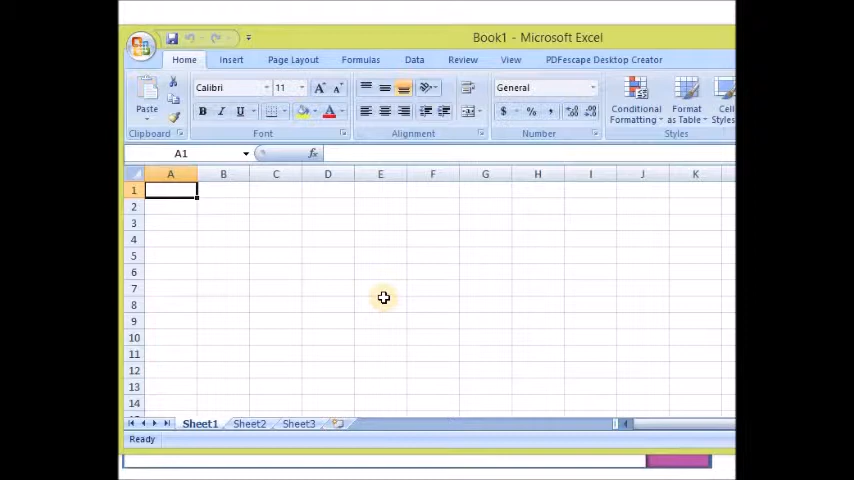 Book1 - Microsoft Excel
Home Insert Page Layout Formulas Data Review View PDFescape Desktop Creator
Calibri 11 A A General
Paste B I U A $ % , Conditional Formatting Format as Table Cell Styles
Clipboard Font Alignment Number Styles
A1 fx
A B C D E F G H I J K
1
2
3
4
5
6
7
8
9
10
11
12
13
14
Sheet1 Sheet2 Sheet3
Ready